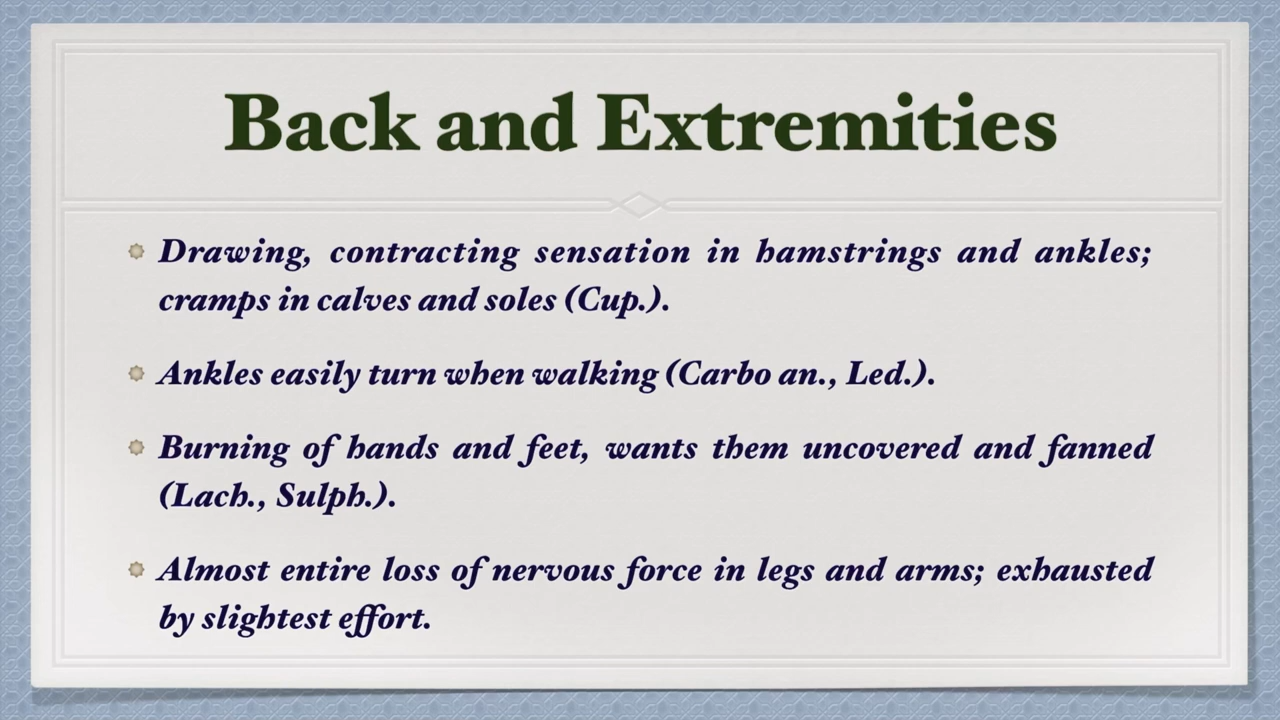 Back and Extremities
Drawing, contracting sensation in hamstrings and ankles;
cramps in calves and soles (Cup.).
Ankles easily turn when walking (Carbo an., Led.).
Burning of hands and feet, wants them uncovered and fanned
(Lach., Sulph.).
Almost entire loss of nervous force in legs and arms; exhausted
by slightest effort.